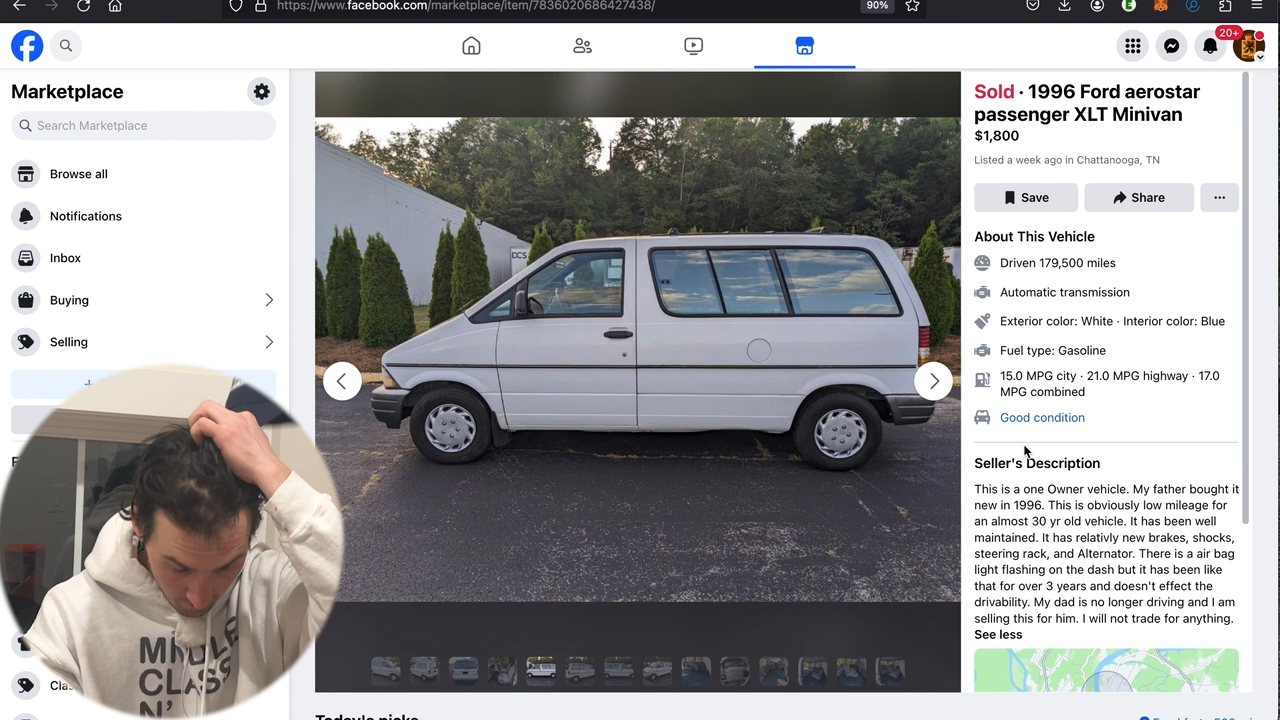 https://www.facebook.com/marketplace/item/7836020686427438/
90%
20+
Marketplace
Search Marketplace
Browse all
Notifications
Inbox
Buying
Selling
Sold · 1996 Ford aerostar
passenger XLT Minivan
$1,800
Listed a week ago in Chattanooga, TN
Save
Share
About This Vehicle
Driven 179,500 miles
Automatic transmission
Exterior color: White · Interior color: Blue
Fuel type: Gasoline
15.0 MPG city · 21.0 MPG highway · 17.0
MPG combined
Good condition
Seller's Description
This is a one Owner vehicle. My father bought it
new in 1996. This is obviously low mileage for
an almost 30 yr old vehicle. It has been well
maintained. It has relativly new brakes, shocks,
steering rack, and Alternator. There is a air bag
light flashing on the dash but it has been like
that for over 3 years and doesn't effect the
drivability. My dad is no longer driving and I am
selling this for him. I will not trade for anything.
See less
DCS
MIDDLE
CLASS
N'
Clas
Today's picks